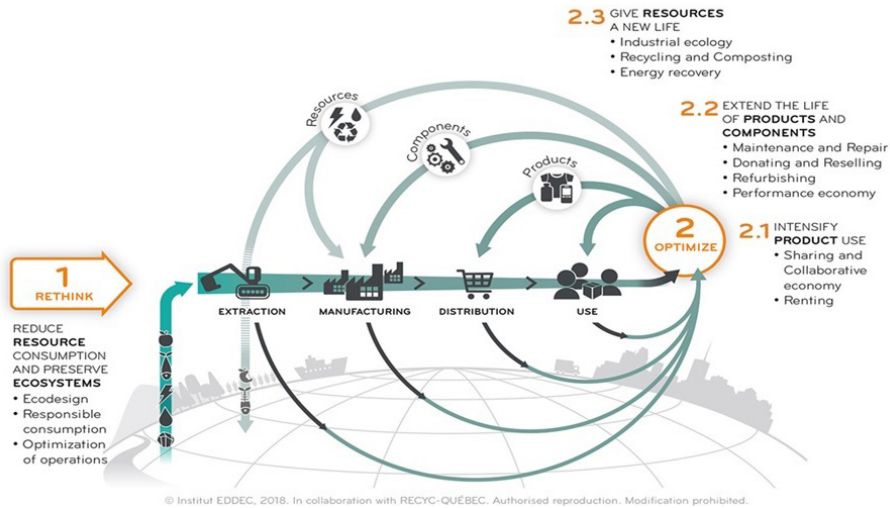 2.3 GIVE RESOURCES
A NEW LIFE
• Industrial ecology
• Recycling and Composting
• Energy recovery
2.2 EXTEND THE LIFE
OF PRODUCTS AND
COMPONENTS
• Maintenance and Repair
• Donating and Reselling
• Refurbishing
• Performance economy
2.1 INTENSIFY
PRODUCT USE
• Sharing and
Collaborative
economy
• Renting
Resources
Components
Products
2
OPTIMIZE
1
RETHINK
REDUCE
RESOURCE
CONSUMPTION
AND PRESERVE
ECOSYSTEMS
• Ecodesign
• Responsible
consumption
• Optimization
of operations
EXTRACTION
MANUFACTURING
DISTRIBUTION
USE
© Institut EDDEC, 2018. In collaboration with RECYC-QUÉBEC. Authorised reproduction. Modification prohibited.